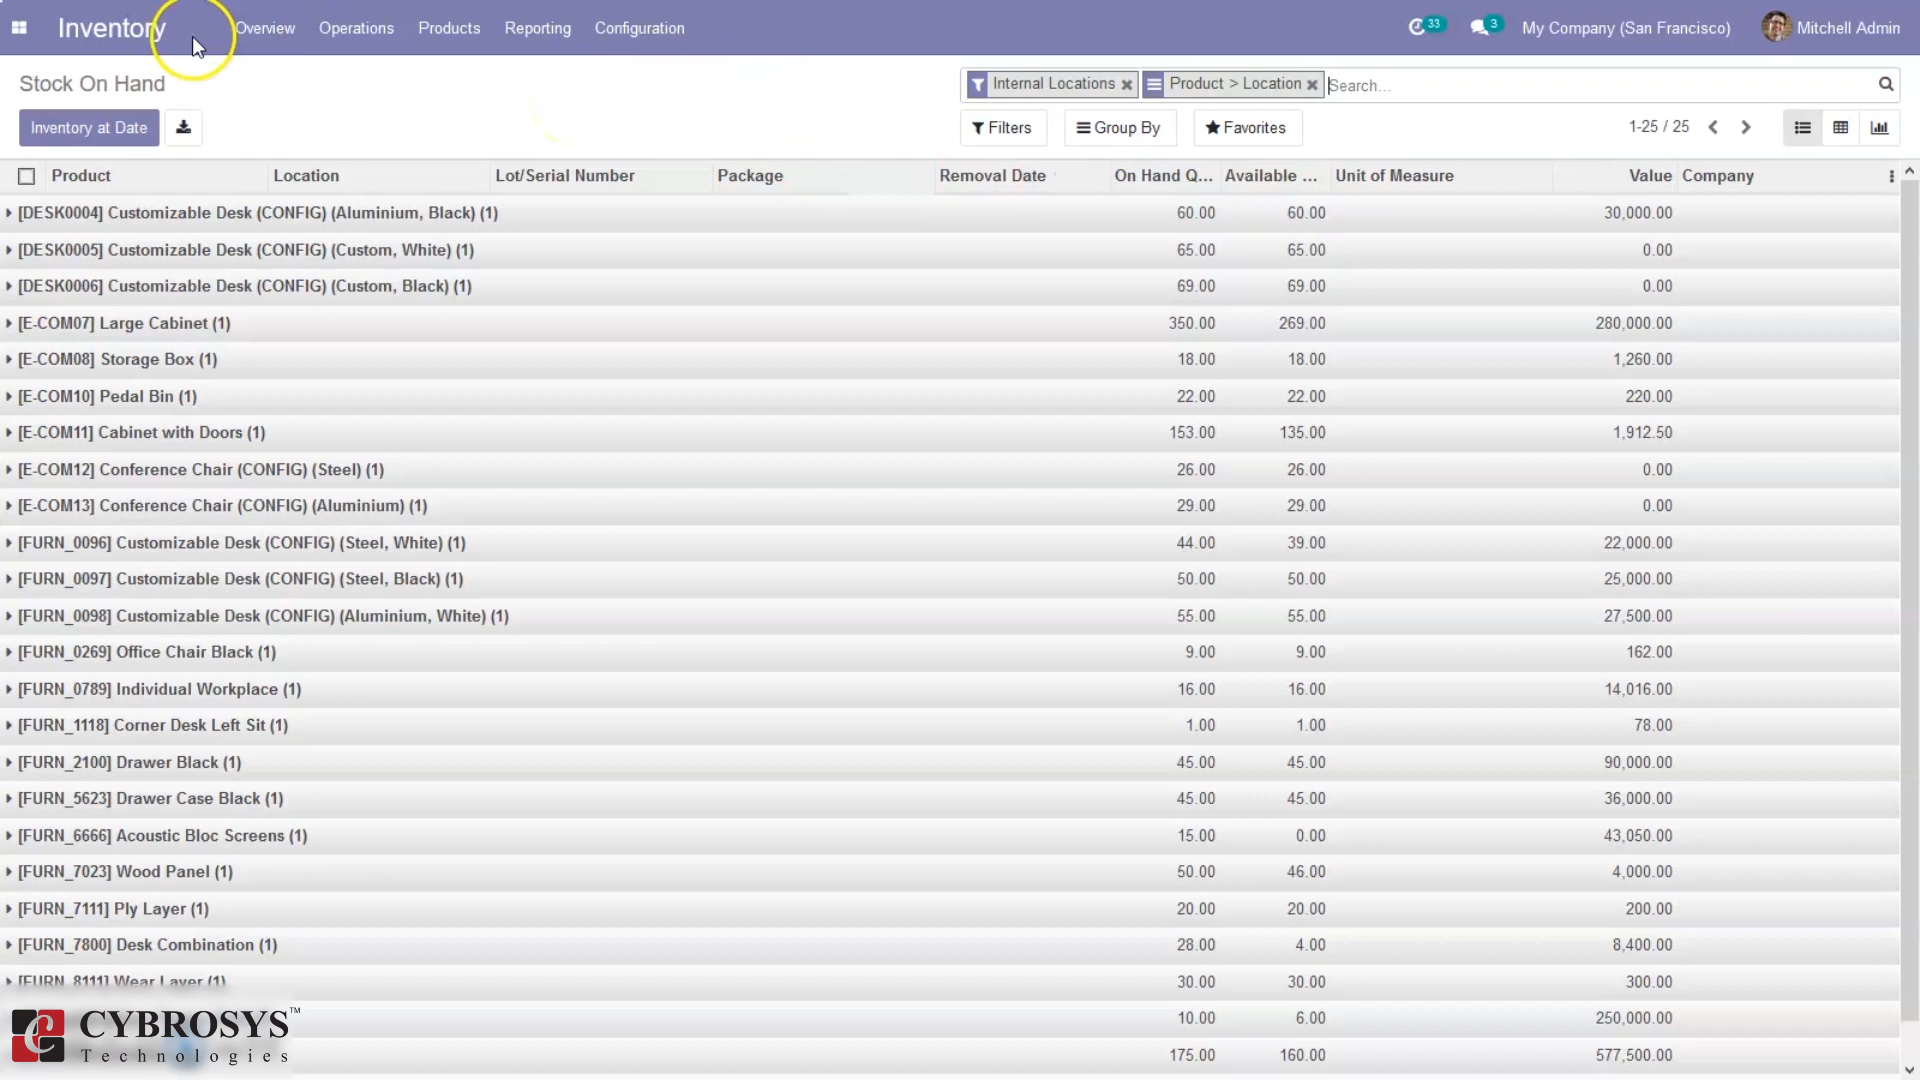 Inventory Overview Operations Products Reporting Configuration 33 3 My Company (San Francisco) Mitchell Admin
Stock On Hand
Internal Locations × Product > Location × Search...
Inventory at Date Filters Group By Favorites 1-25 / 25
Product Location Lot/Serial Number Package Removal Date On Hand Q... Available ... Unit of Measure Value Company
[DESK0004] Customizable Desk (CONFIG) (Aluminium, Black) (1) 60.00 60.00 30,000.00
[DESK0005] Customizable Desk (CONFIG) (Custom, White) (1) 65.00 65.00 0.00
[DESK0006] Customizable Desk (CONFIG) (Custom, Black) (1) 69.00 69.00 0.00
[E-COM07] Large Cabinet (1) 350.00 269.00 280,000.00
[E-COM08] Storage Box (1) 18.00 18.00 1,260.00
[E-COM10] Pedal Bin (1) 22.00 22.00 220.00
[E-COM11] Cabinet with Doors (1) 153.00 135.00 1,912.50
[E-COM12] Conference Chair (CONFIG) (Steel) (1) 26.00 26.00 0.00
[E-COM13] Conference Chair (CONFIG) (Aluminium) (1) 29.00 29.00 0.00
[FURN_0096] Customizable Desk (CONFIG) (Steel, White) (1) 44.00 39.00 22,000.00
[FURN_0097] Customizable Desk (CONFIG) (Steel, Black) (1) 50.00 50.00 25,000.00
[FURN_0098] Customizable Desk (CONFIG) (Aluminium, White) (1) 55.00 55.00 27,500.00
[FURN_0269] Office Chair Black (1) 9.00 9.00 162.00
[FURN_0789] Individual Workplace (1) 16.00 16.00 14,016.00
[FURN_1118] Corner Desk Left Sit (1) 1.00 1.00 78.00
[FURN_2100] Drawer Black (1) 45.00 45.00 90,000.00
[FURN_5623] Drawer Case Black (1) 45.00 45.00 36,000.00
[FURN_6666] Acoustic Bloc Screens (1) 15.00 0.00 43,050.00
[FURN_7023] Wood Panel (1) 50.00 46.00 4,000.00
[FURN_7111] Ply Layer (1) 20.00 20.00 200.00
[FURN_7800] Desk Combination (1) 28.00 4.00 8,400.00
[FURN_8111] Wear Layer (1) 30.00 30.00 300.00
10.00 6.00 250,000.00
175.00 160.00 577,500.00
CYBROSYS™
Technologies